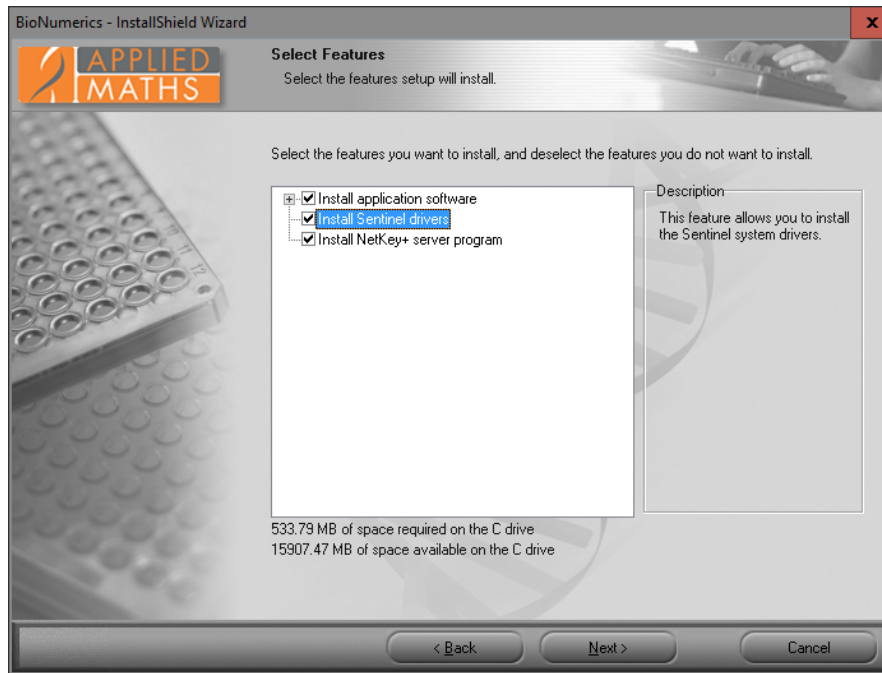 BioNumerics - InstallShield Wizard
x
APPLIED
MATHS
Select Features
Select the features setup will install.
Select the features you want to install, and deselect the features you do not want to install.
Install application software
Install Sentinel drivers
Install NetKey+ server program
Description
This feature allows you to install
the Sentinel system drivers.
533.79 MB of space required on the C drive
15907.47 MB of space available on the C drive
< Back
Next >
Cancel